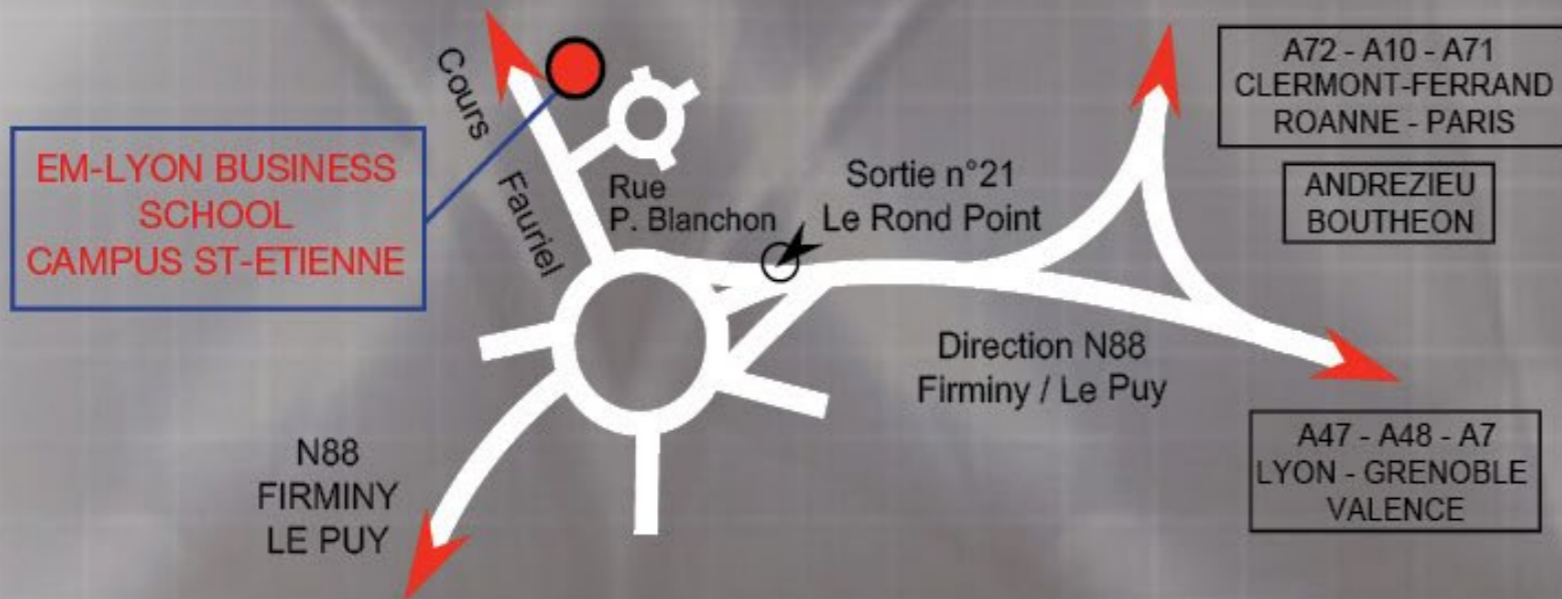 EM-LYON BUSINESS
SCHOOL
CAMPUS ST-ETIENNE
Cours
Fauriel
Rue
P. Blanchon
Sortie n°21
Le Rond Point
A72 - A10 - A71
CLERMONT-FERRAND
ROANNE - PARIS
ANDREZIEU
BOUTHEON
Direction N88
Firminy / Le Puy
A47 - A48 - A7
LYON - GRENOBLE
VALENCE
N88
FIRMINY
LE PUY